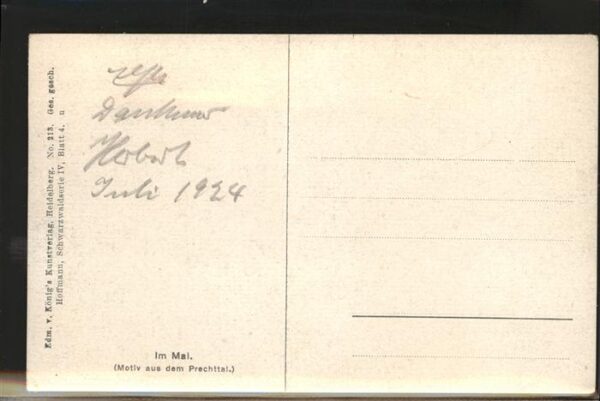 Edm. v. König's Kunstverlag, Heidelberg. No. 213. Ges. gesch.
Hoffmann, Schwarzwaldserie IV, Blatt 4. u
Juli 1924
Im Mai.
(Motiv aus dem Prechttal.)